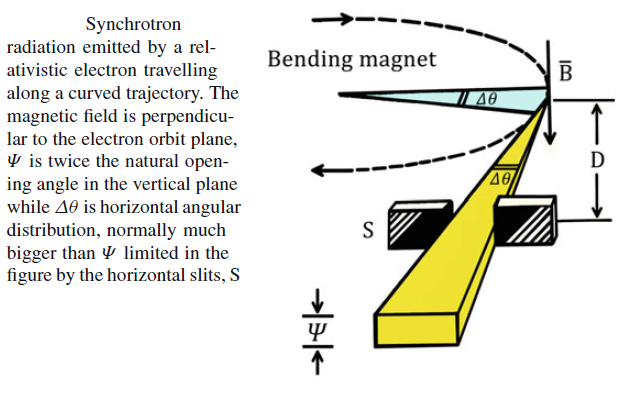 Synchrotron
radiation emitted by a rel-
ativistic electron travelling
along a curved trajectory. The
magnetic field is perpendicu-
lar to the electron orbit plane,
Ψ is twice the natural open-
ing angle in the vertical plane
while Δθ is horizontal angular
distribution, normally much
bigger than Ψ limited in the
figure by the horizontal slits, S
Bending magnet
B̄
Δθ
D
Δθ
S
Ψ